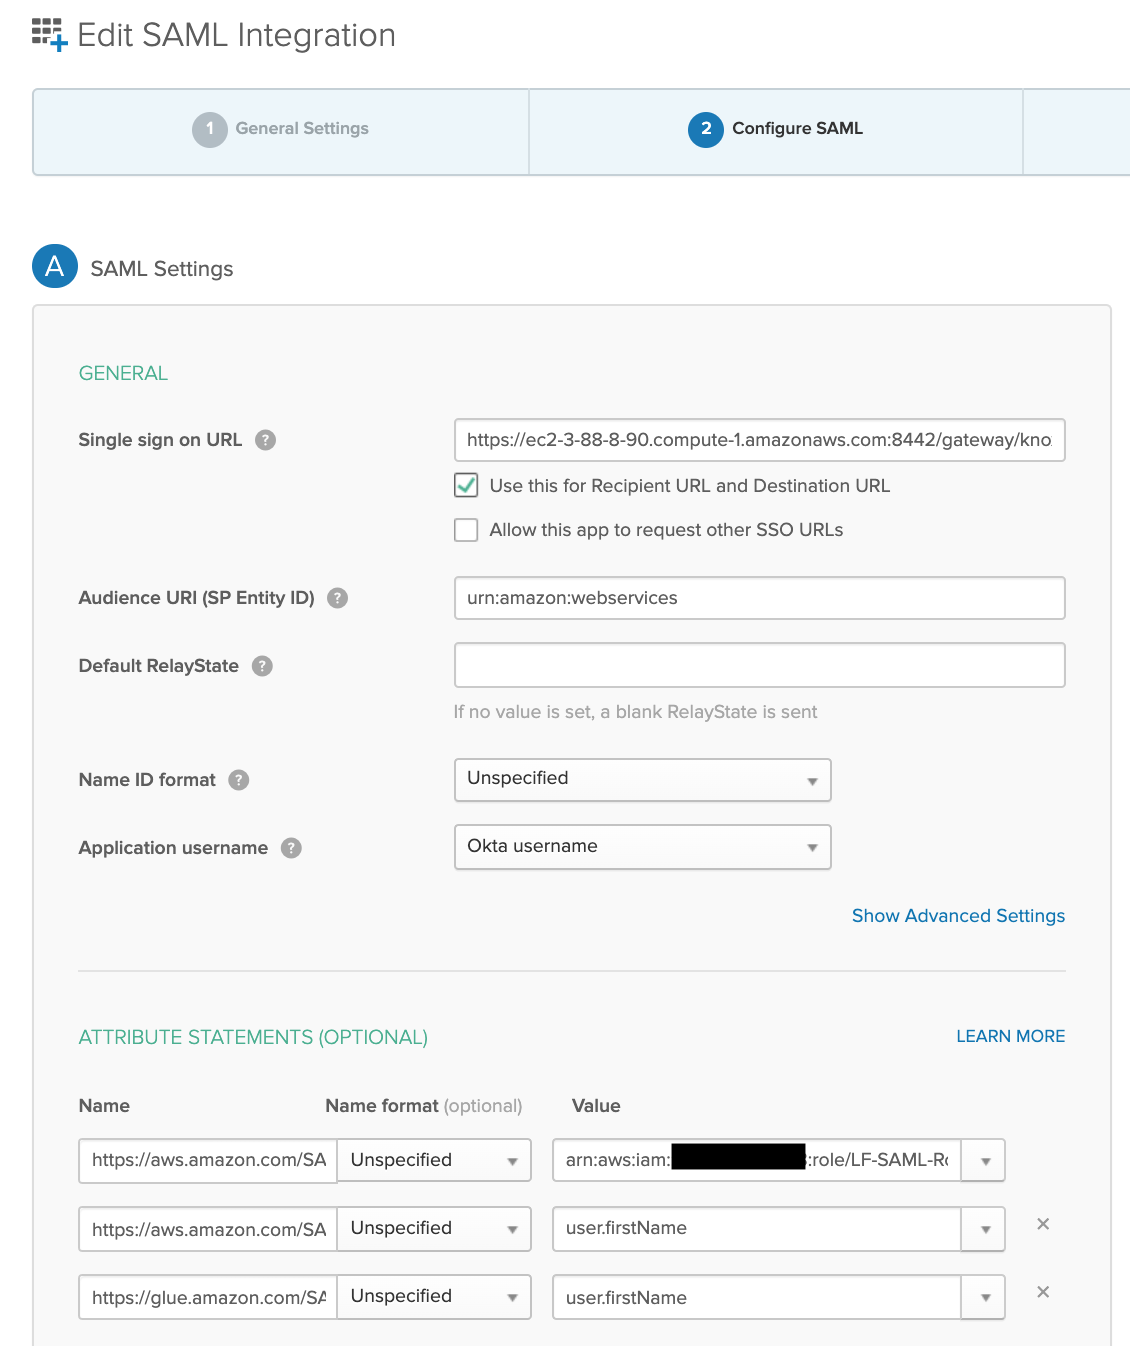 Edit SAML Integration
1 General Settings
2 Configure SAML
A SAML Settings
GENERAL
Single sign on URL ? https://ec2-3-88-8-90.compute-1.amazonaws.com:8442/gateway/kno
Use this for Recipient URL and Destination URL
Allow this app to request other SSO URLs
Audience URI (SP Entity ID) ? urn:amazon:webservices
Default RelayState ?
If no value is set, a blank RelayState is sent
Name ID format ? Unspecified
Application username ? Okta username
Show Advanced Settings
ATTRIBUTE STATEMENTS (OPTIONAL) LEARN MORE
Name Name format (optional) Value
https://aws.amazon.com/SA Unspecified arn:aws:iam: :role/LF-SAML-Ro
https://aws.amazon.com/SA Unspecified user.firstName
https://glue.amazon.com/SA Unspecified user.firstName